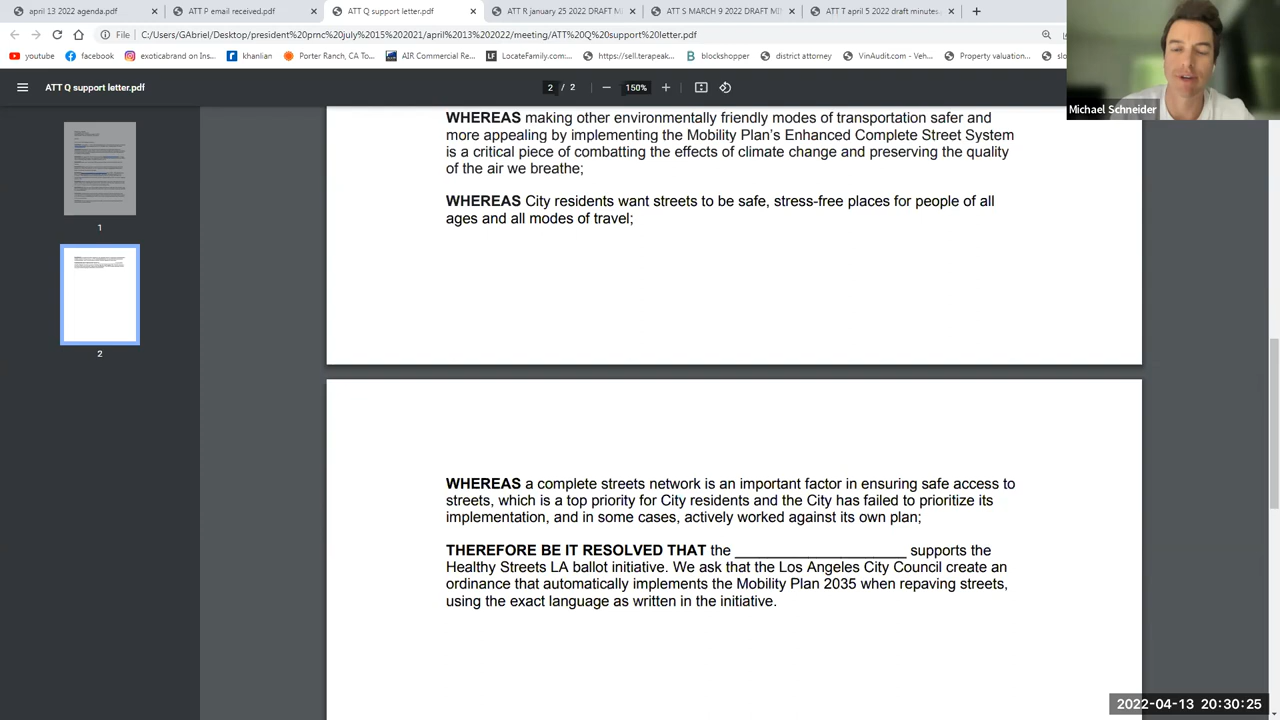 april 13 2022 agenda.pdf
ATT P email received.pdf
ATT Q support letter.pdf
ATT R january 25 2022 DRAFT MI
ATT S MARCH 9 2022 DRAFT MIN
ATT T april 5 2022 draft minutes.
File
C:/Users/GAbriel/Desktop/president%20prnc%20july%2015%202021/april%2013%202022/meeting/ATT%20Q%20support%20letter.pdf
youtube
facebook
exoticabrand on Ins...
khanlian
Porter Ranch, CA To...
AIR Commercial Re...
LocateFamily.com:...
https://sell.terapeak...
blockshopper
district attorney
VinAudit.com - Veh...
Property valuation...
slo
Michael Schneider
ATT Q support letter.pdf
2 / 2
150%
1
2
WHEREAS making other environmentally friendly modes of transportation safer and
more appealing by implementing the Mobility Plan's Enhanced Complete Street System
is a critical piece of combatting the effects of climate change and preserving the quality
of the air we breathe;
WHEREAS City residents want streets to be safe, stress-free places for people of all
ages and all modes of travel;
WHEREAS a complete streets network is an important factor in ensuring safe access to
streets, which is a top priority for City residents and the City has failed to prioritize its
implementation, and in some cases, actively worked against its own plan;
THEREFORE BE IT RESOLVED THAT the _____________________ supports the
Healthy Streets LA ballot initiative. We ask that the Los Angeles City Council create an
ordinance that automatically implements the Mobility Plan 2035 when repaving streets,
using the exact language as written in the initiative.
2022-04-13 20:30:25